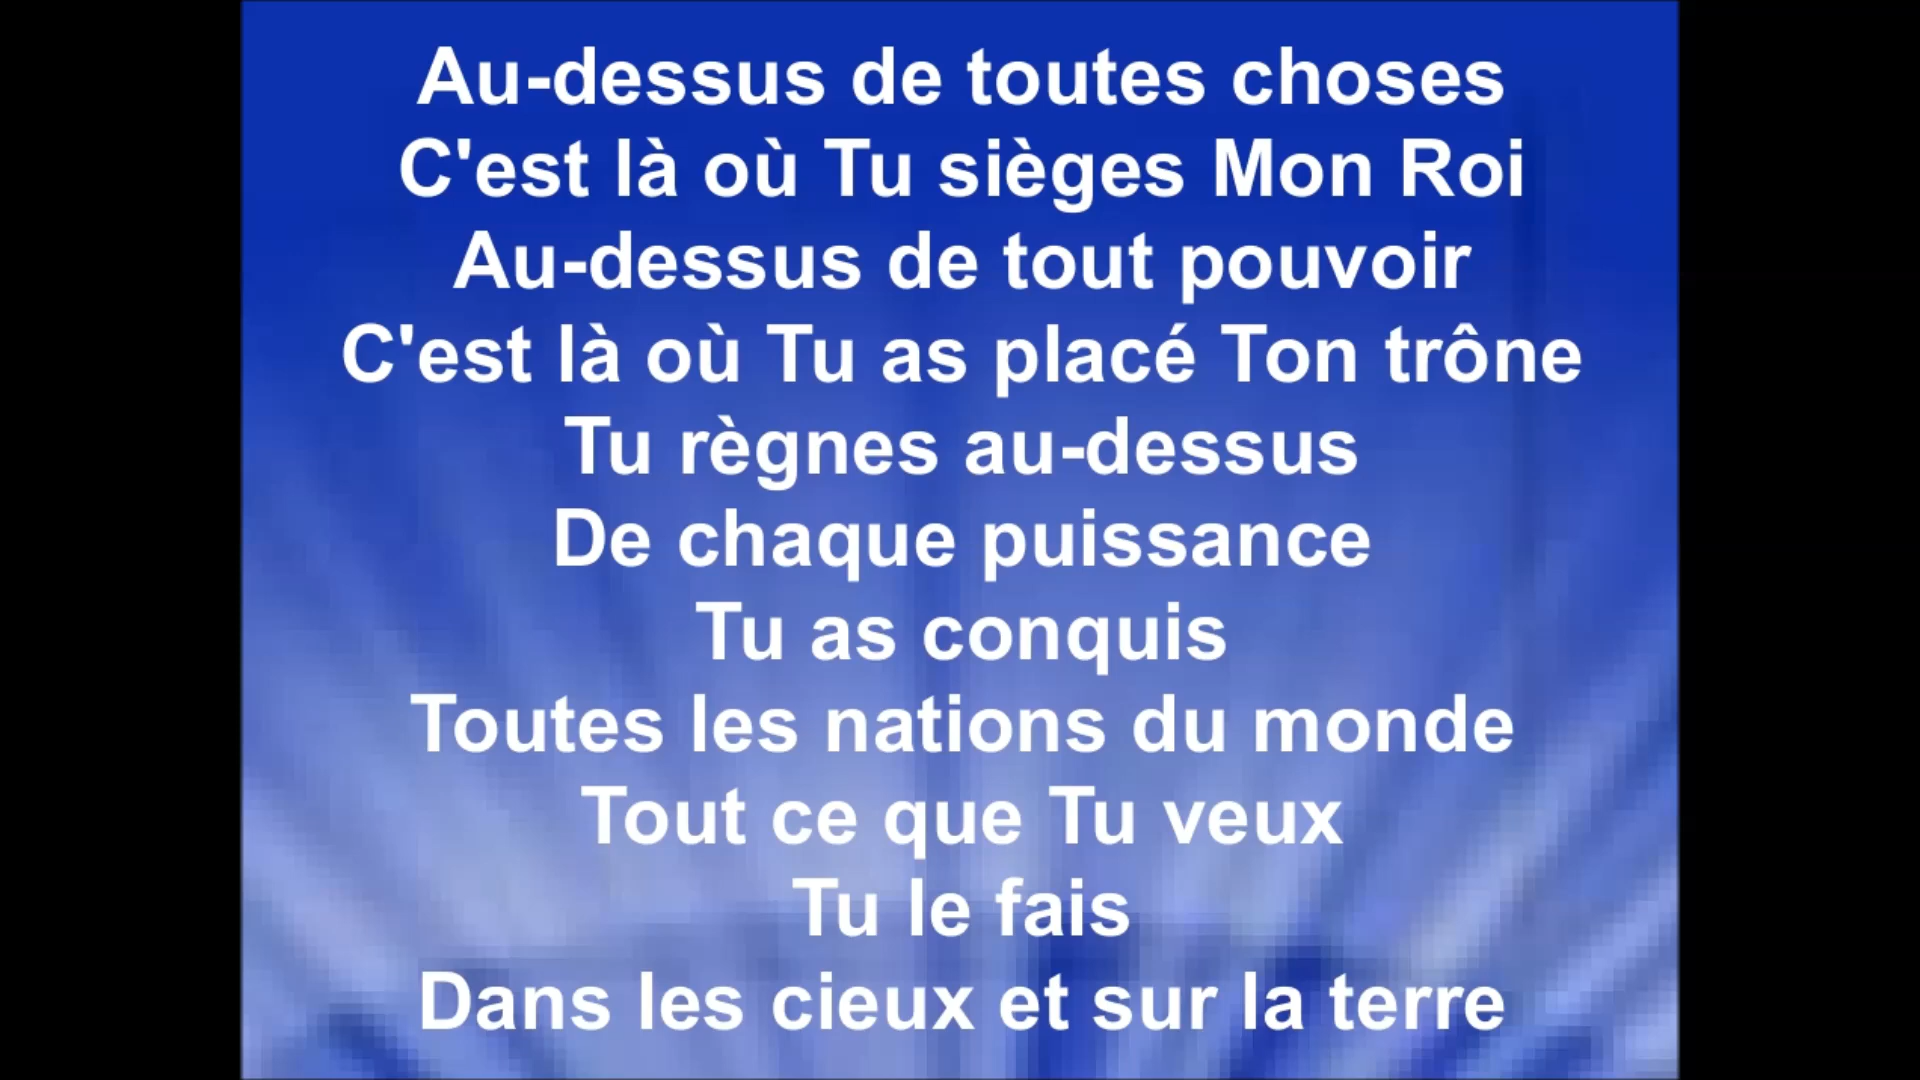 Au-dessus de toutes choses
C'est là où Tu sièges Mon Roi
Au-dessus de tout pouvoir
C'est là où Tu as placé Ton trône
Tu règnes au-dessus
De chaque puissance
Tu as conquis
Toutes les nations du monde
Tout ce que Tu veux
Tu le fais
Dans les cieux et sur la terre